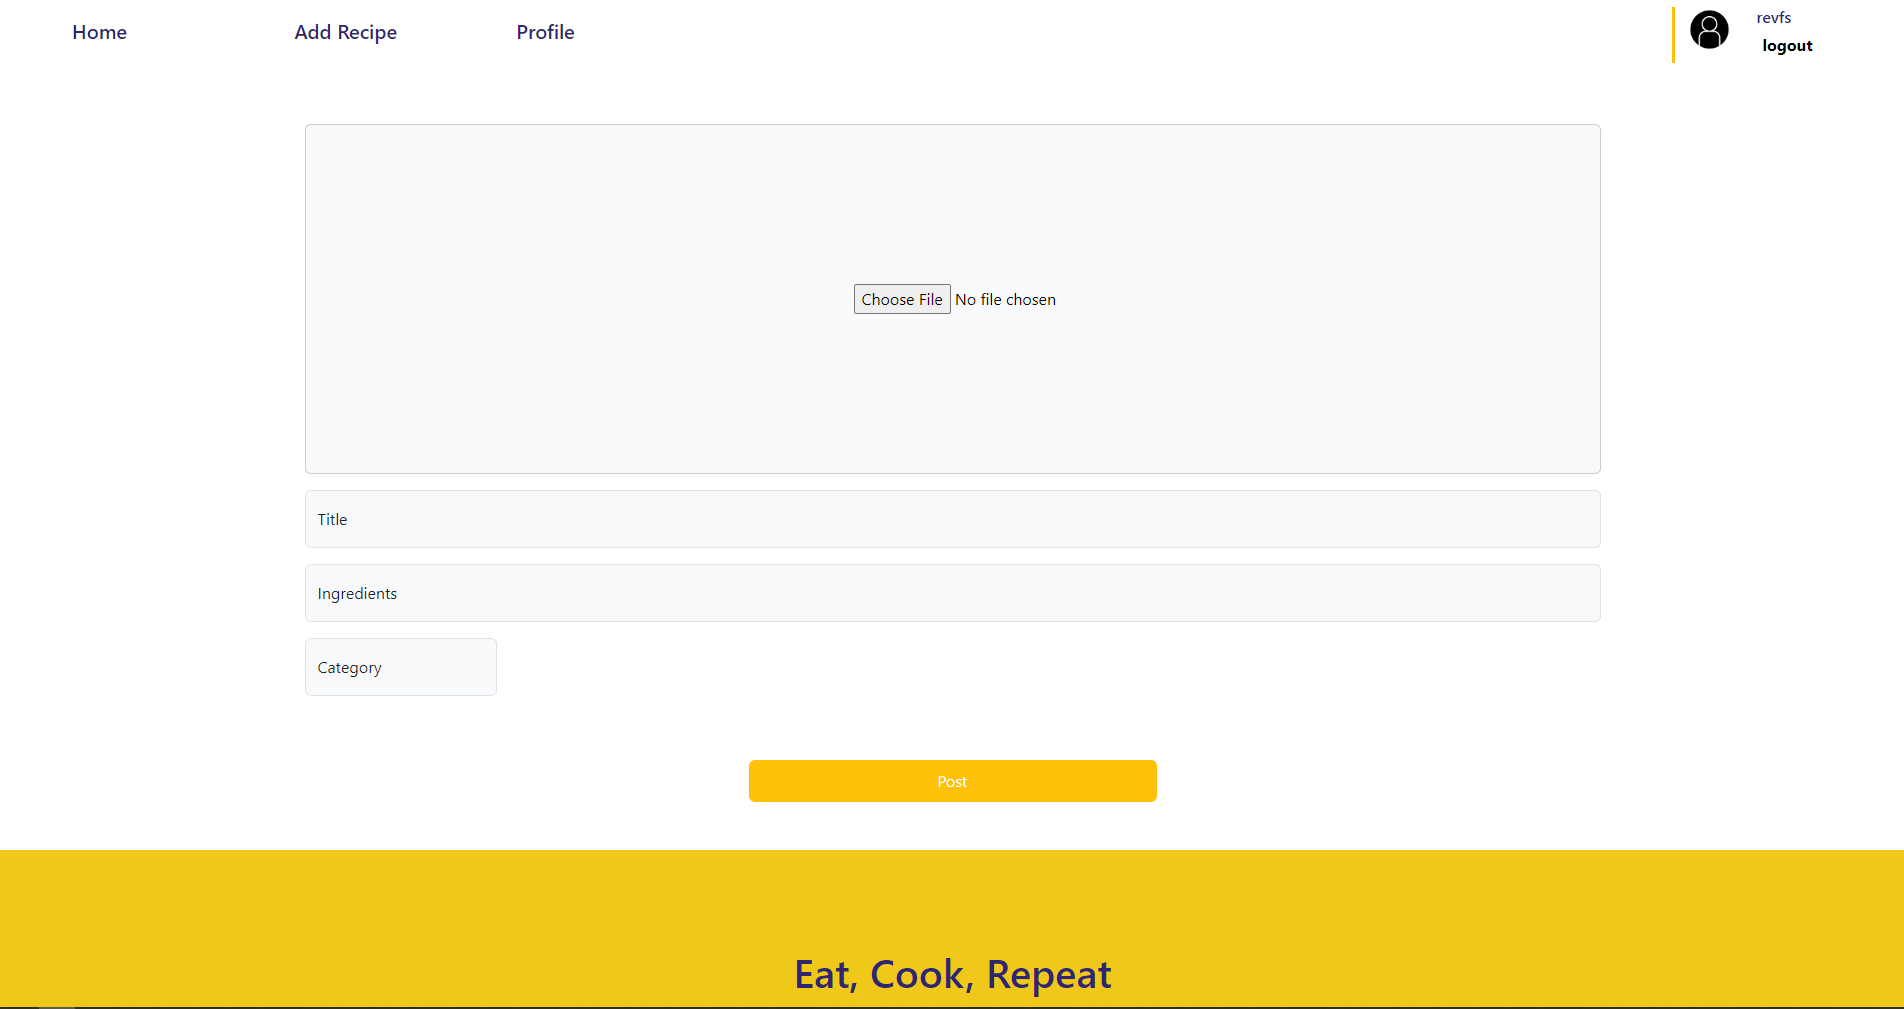 Home Add Recipe Profile revfs
logout
Choose File No file chosen
Title
Ingredients
Category
Post
Eat, Cook, Repeat